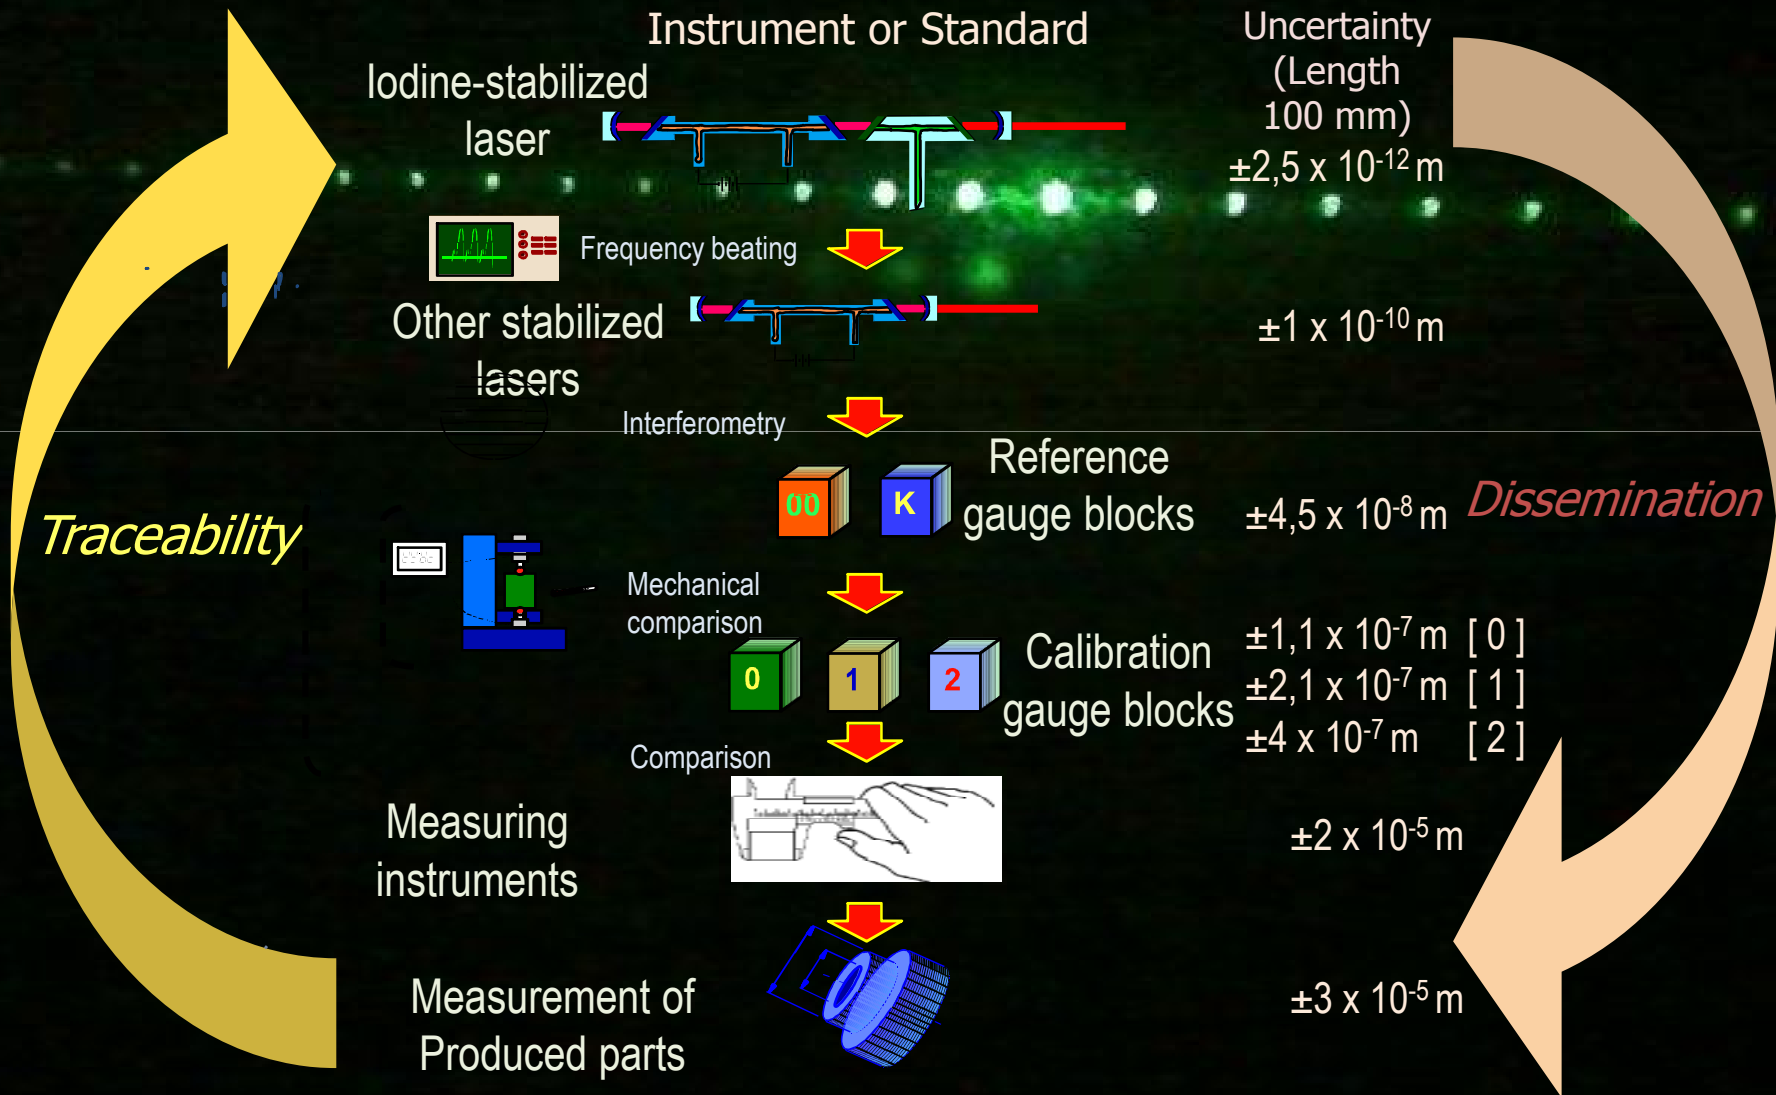 Instrument or Standard
Uncertainty
(Length
100 mm)
Iodine-stabilized
laser
±2,5 x 10⁻¹² m
Frequency beating
Other stabilized
lasers
±1 x 10⁻¹⁰ m
Interferometry
00
K
Reference
gauge blocks
±4,5 x 10⁻⁸ m
Traceability
Dissemination
Mechanical
comparison
0
1
2
Calibration
gauge blocks
±1,1 x 10⁻⁷ m [ 0 ]
±2,1 x 10⁻⁷ m [ 1 ]
±4 x 10⁻⁷ m [ 2 ]
Comparison
Measuring
instruments
±2 x 10⁻⁵ m
Measurement of
Produced parts
±3 x 10⁻⁵ m